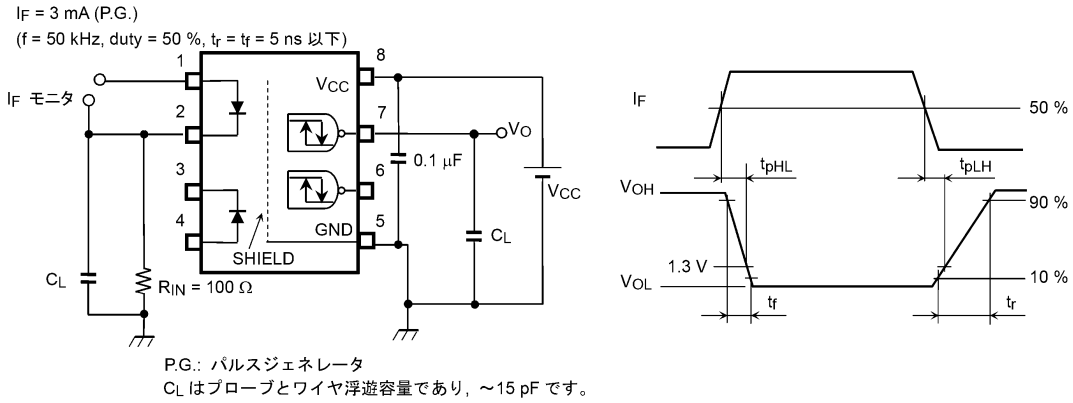 IF = 3 mA (P.G.)
(f = 50 kHz, duty = 50 %, tr = tf = 5 ns 以下)
1
8
VCC
IF モニタ
2
7
VO
0.1 μF
3
6
VCC
4
GND
5
SHIELD
CL
RIN = 100 Ω
CL
P.G.: パルスジェネレータ
CL はプローブとワイヤ浮遊容量であり, ～15 pF です。
IF
50 %
tpHL
tpLH
VOH
90 %
1.3 V
VOL
10 %
tf
tr